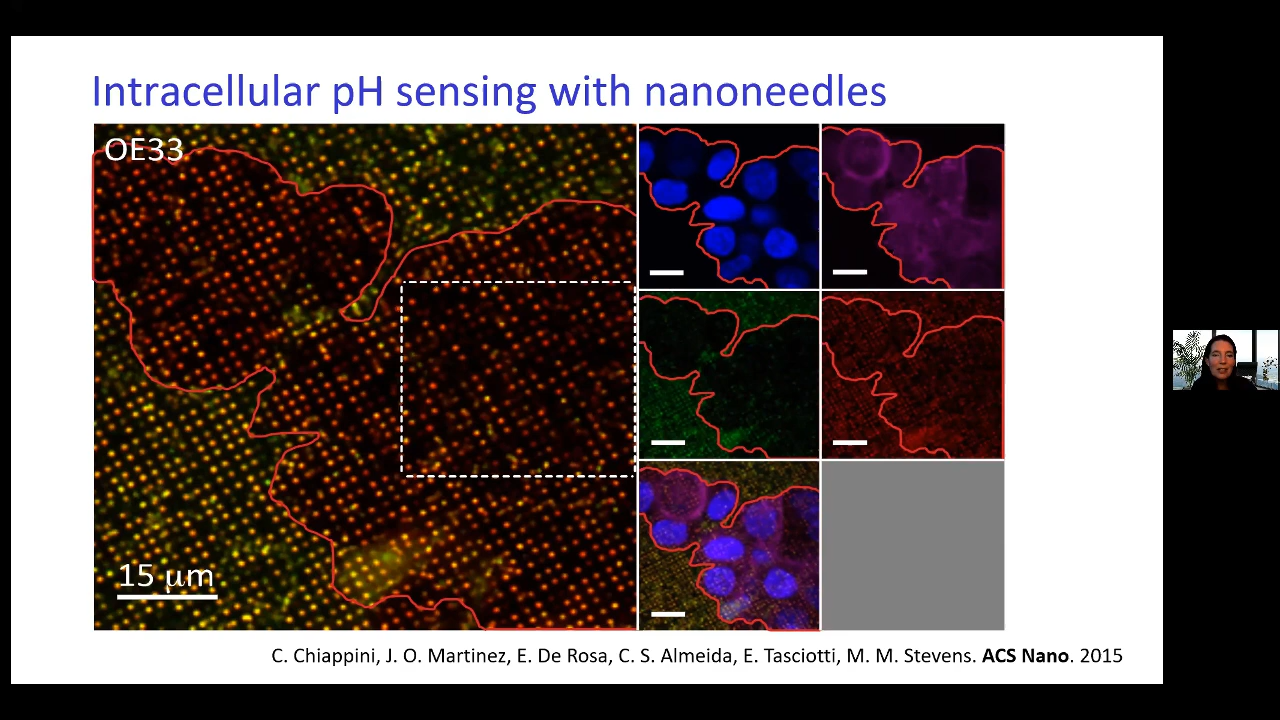 Intracellular pH sensing with nanoneedles
OE33
15 μm
C. Chiappini, J. O. Martinez, E. De Rosa, C. S. Almeida, E. Tasciotti, M. M. Stevens. ACS Nano. 2015